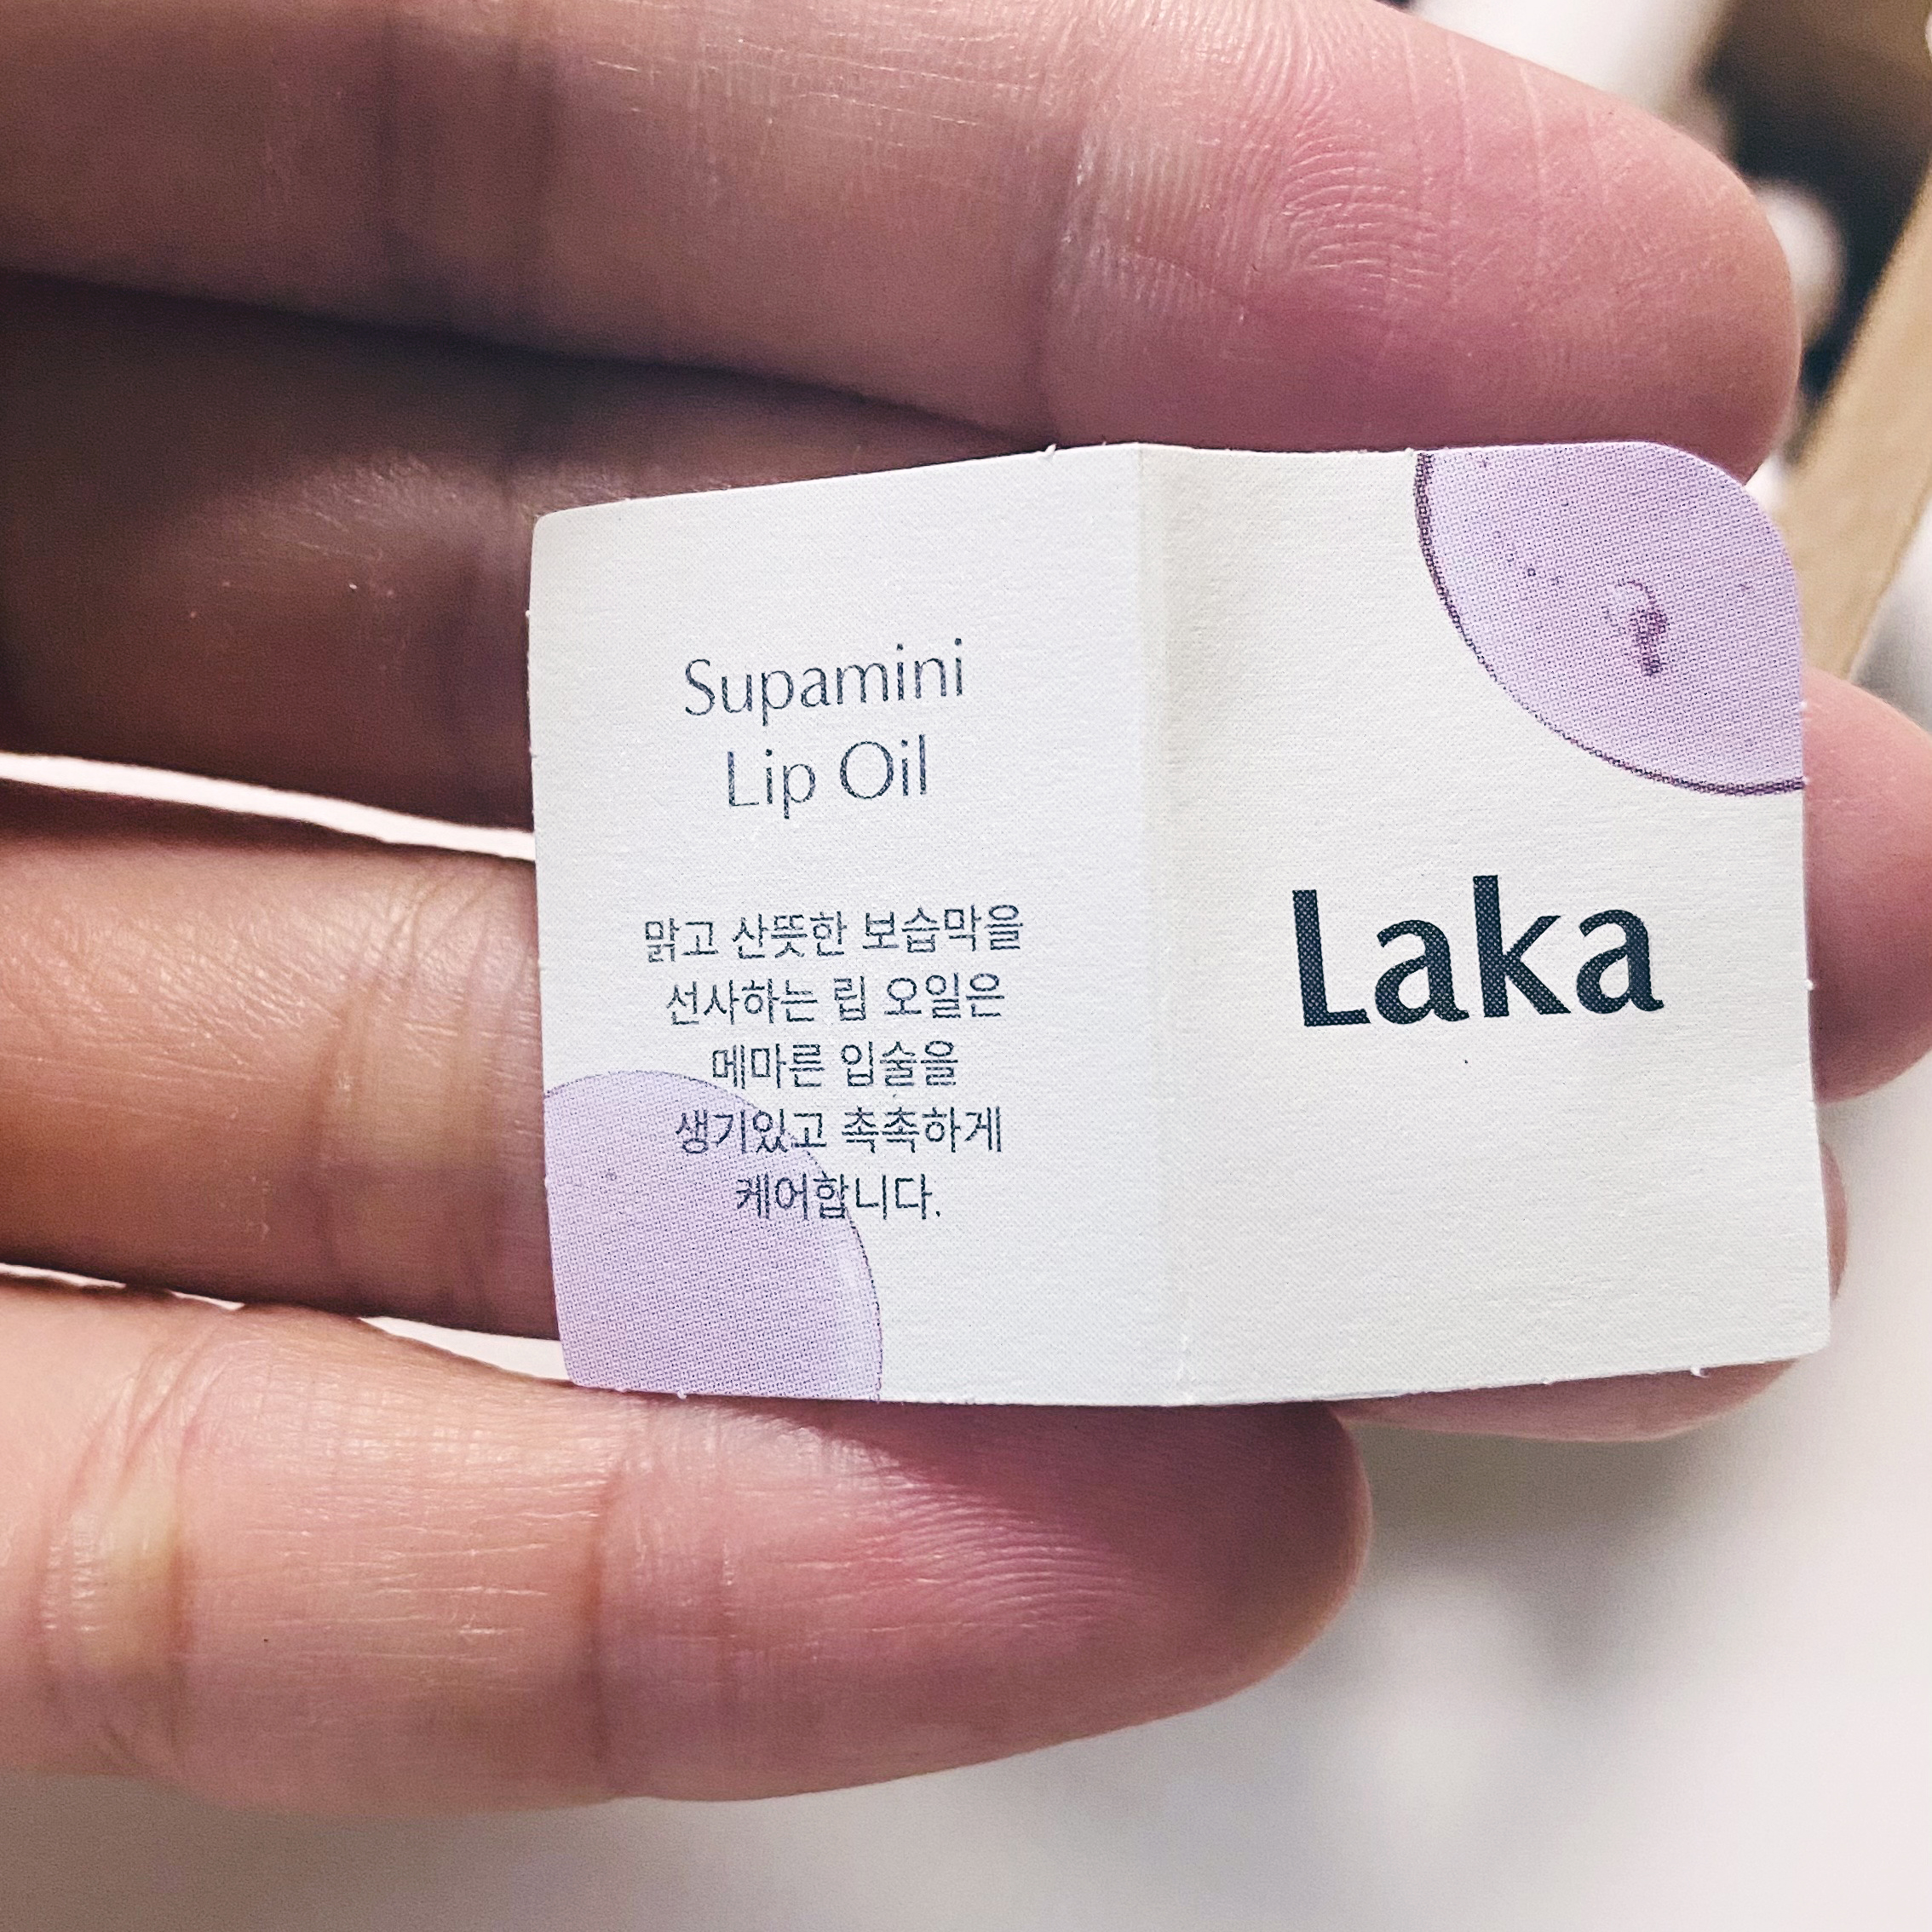 Supamini
Lip Oil
맑고 산뜻한 보습막을
선사하는 립 오일은
메마른 입술을
생기있고 촉촉하게
케어합니다.
Laka